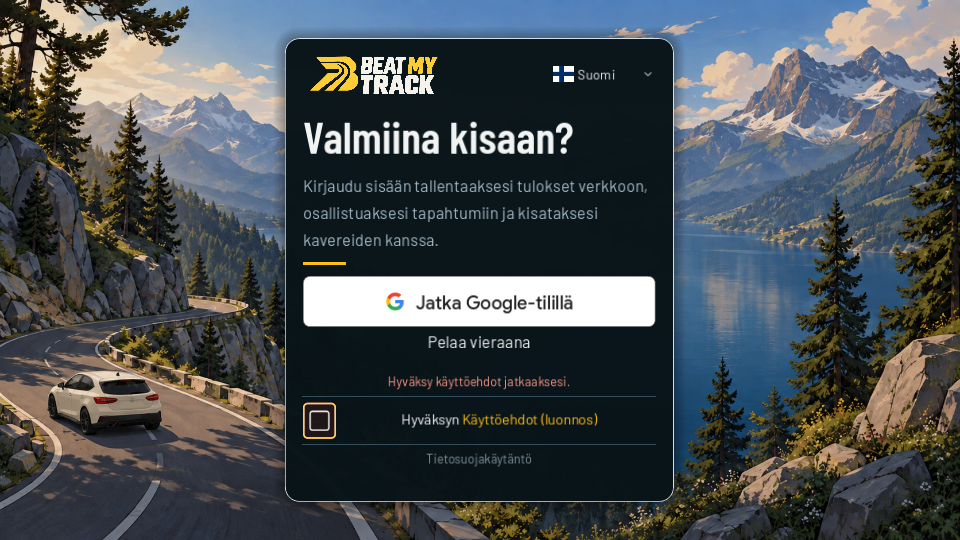 BEAT MY
TRACK
Suomi
Valmiina kisaan?
Kirjaudu sisään tallentaaksesi tulokset verkkoon,
osallistuaksesi tapahtumiin ja kisataksesi
kavereiden kanssa.
Jatka Google-tilillä
Pelaa vieraana
Hyväksy käyttöehdot jatkaaksesi.
Hyväksyn Käyttöehdot (luonnos)
Tietosuojakäytäntö